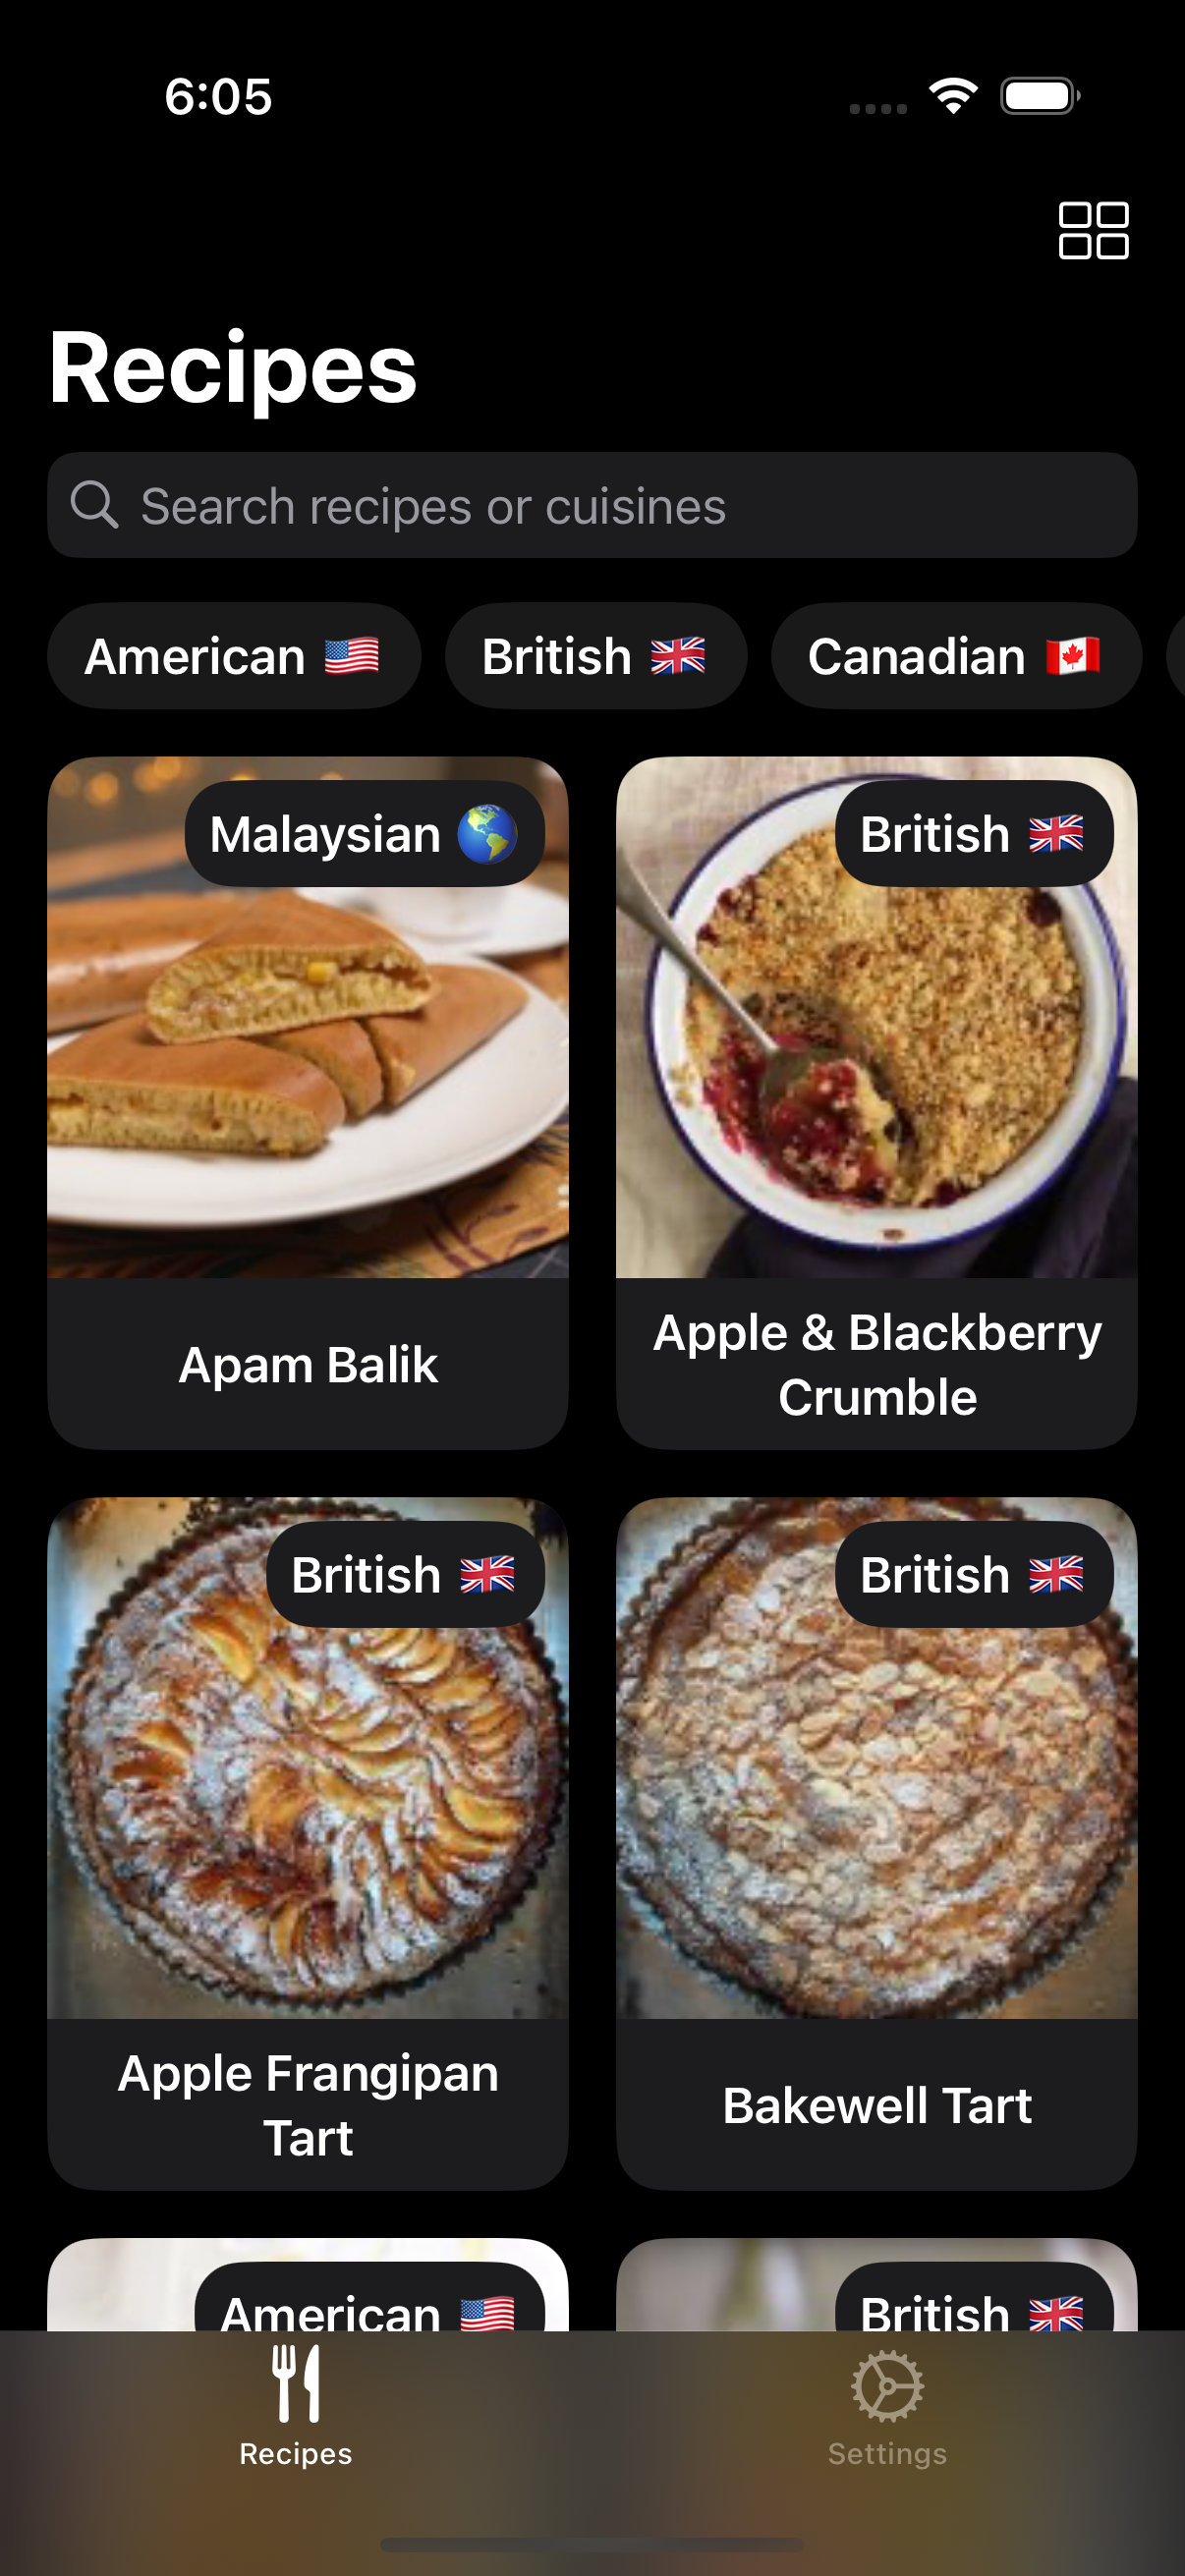 6:05
Recipes
Search recipes or cuisines
American 🇺🇸
British 🇬🇧
Canadian 🇨🇦
Malaysian 🌎
British 🇬🇧
Apam Balik
Apple & Blackberry
Crumble
British 🇬🇧
British 🇬🇧
Apple Frangipan
Tart
Bakewell Tart
American 🇺🇸
British 🇬🇧
Recipes
Settings